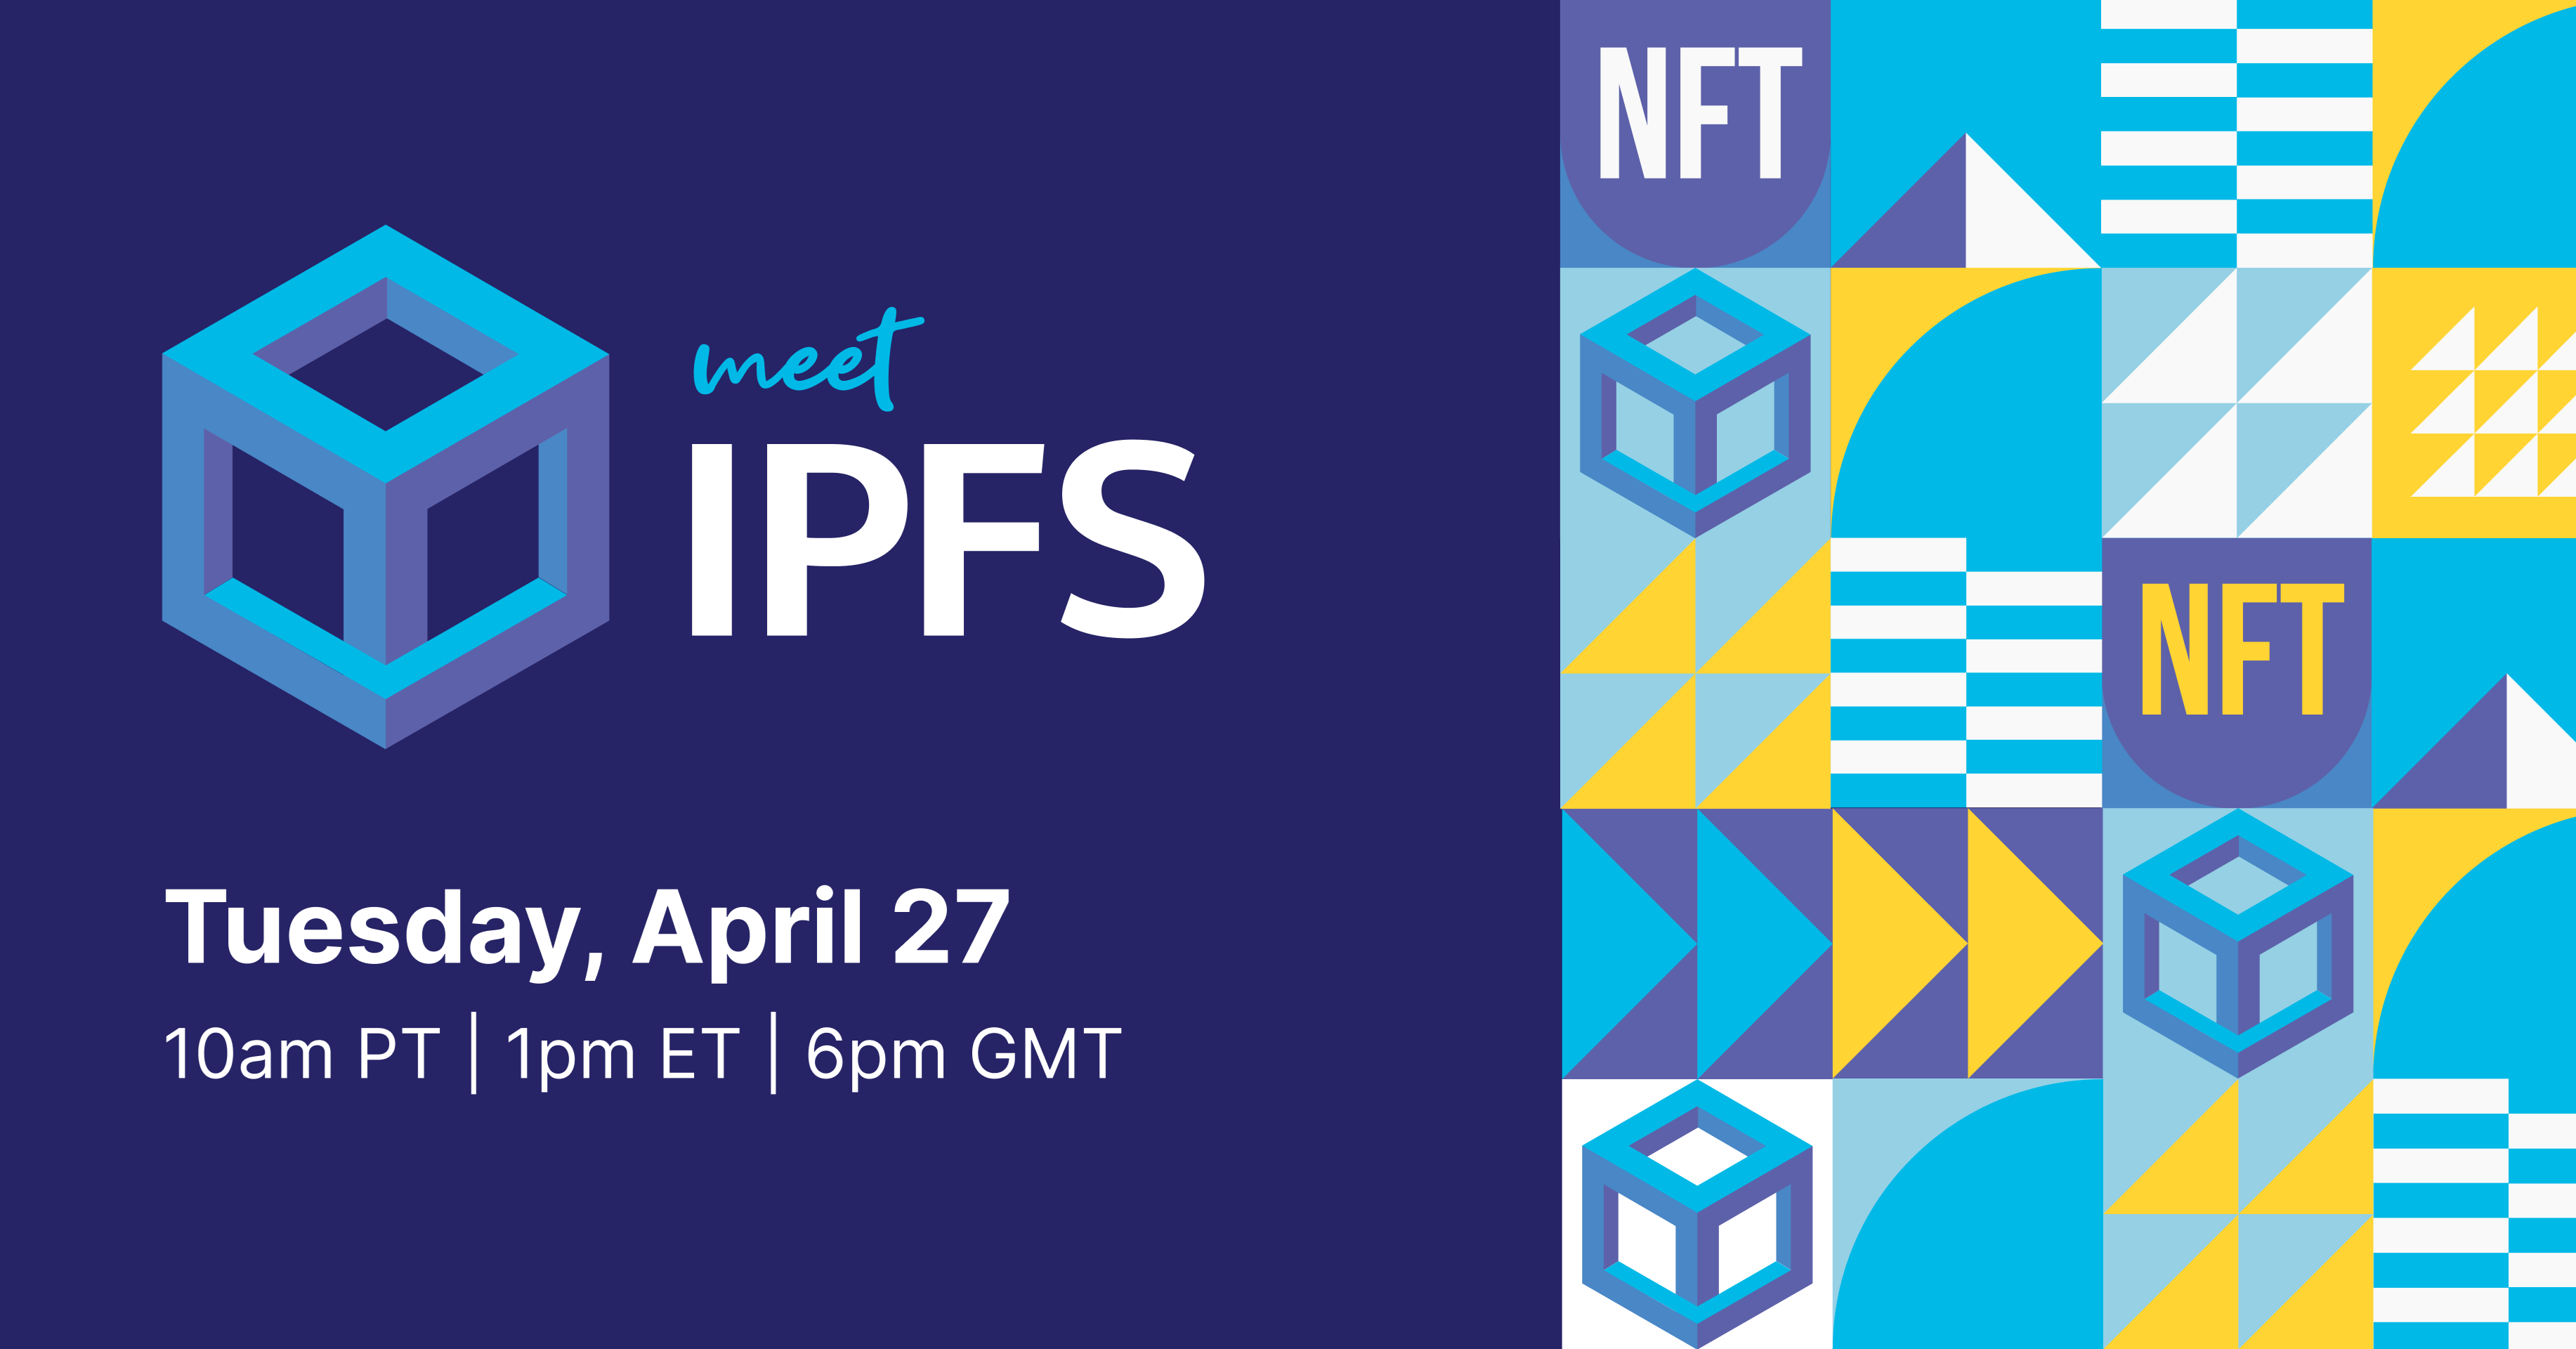 meet
IPFS
Tuesday, April 27
10am PT | 1pm ET | 6pm GMT
NFT
NFT